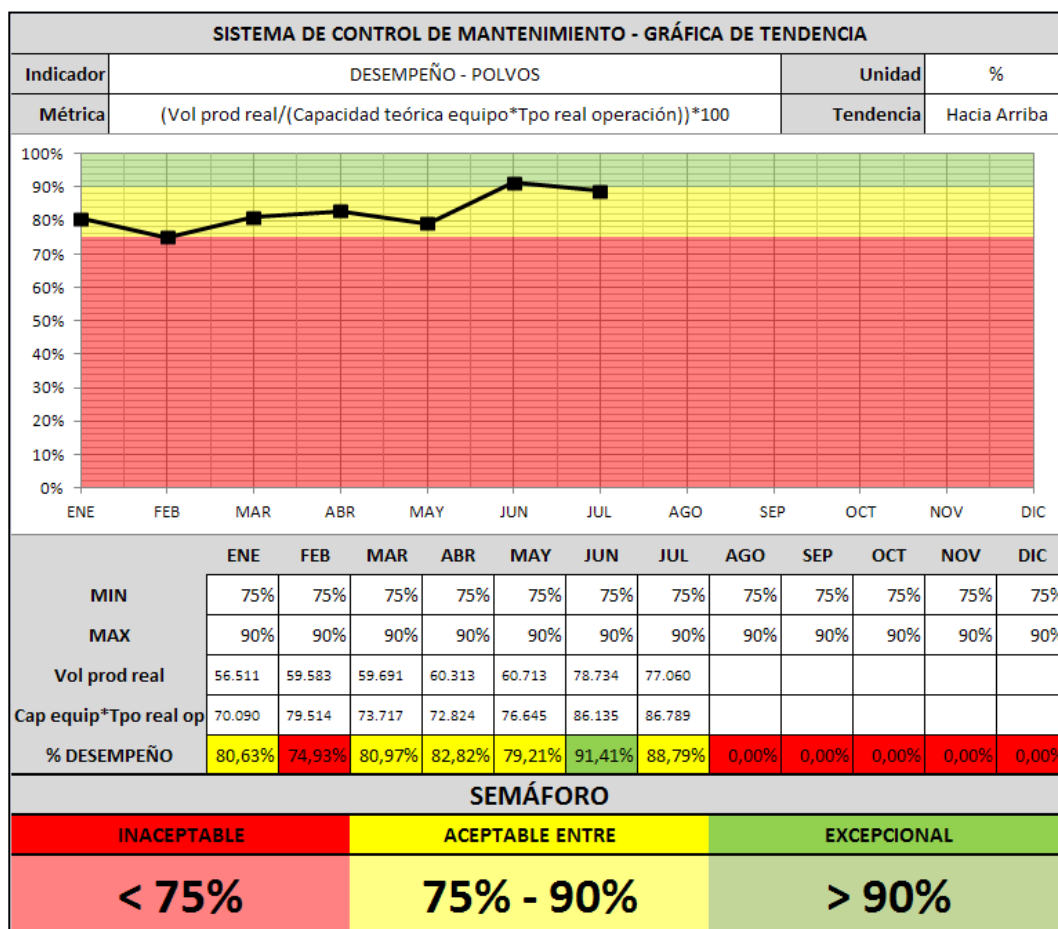 SISTEMA DE CONTROL DE MANTENIMIENTO - GRÁFICA DE TENDENCIA
Indicador DESEMPEÑO - POLVOS Unidad %
Métrica (Vol prod real/(Capacidad teórica equipo*Tpo real operación))*100 Tendencia Hacia Arriba
100%
90%
80%
70%
60%
50%
40%
30%
20%
10%
0%
ENE FEB MAR ABR MAY JUN JUL AGO SEP OCT NOV DIC
ENE FEB MAR ABR MAY JUN JUL AGO SEP OCT NOV DIC
MIN 75% 75% 75% 75% 75% 75% 75% 75% 75% 75% 75% 75%
MAX 90% 90% 90% 90% 90% 90% 90% 90% 90% 90% 90% 90%
Vol prod real 56.511 59.583 59.691 60.313 60.713 78.734 77.060
Cap equip*Tpo real op 70.090 79.514 73.717 72.824 76.645 86.135 86.789
% DESEMPEÑO 80,63% 74,93% 80,97% 82,82% 79,21% 91,41% 88,79% 0,00% 0,00% 0,00% 0,00% 0,00%
SEMÁFORO
INACEPTABLE ACEPTABLE ENTRE EXCEPCIONAL
< 75% 75% - 90% > 90%